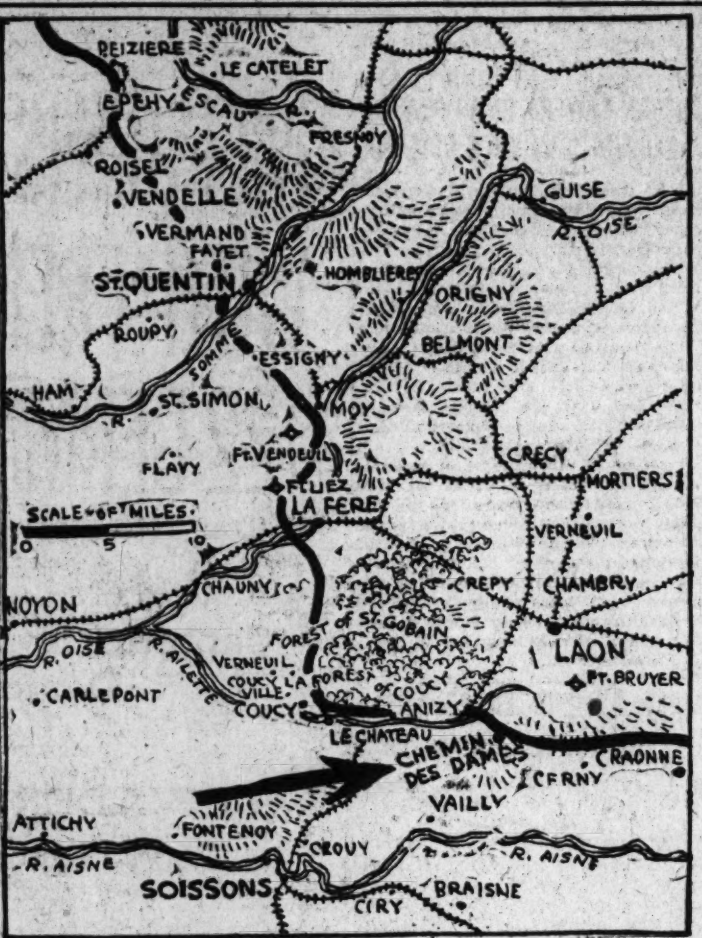 PEIZIERE
LE CATELET
EPEHY
ESCAUT R.
FRESNOY
ROISEL
VENDELLE
GUISE
VERMAND
R. OISE
FAYET
HOMBLIERES
ST. QUENTIN
ORIGNY
ROUPY
SOMME
ESSIGNY
BELMONT
HAM
R.
ST. SIMON
MOY
FLAVY
FT. VENDEUIL
CRECY
FT. LIEZ
MORTIERS
LA FERE
SCALE OF MILES.
0 5 10
VERNEUIL
CHAUNY
CREPY
CHAMBRY
NOYON
FOREST of ST. GOBAIN
R. OISE
R. AILETTE
LAON
VERNEUIL
COUCY LA
VILLE
FOREST of COUCY
FT. BRUYER
CARLEPONT
COUCY
ANIZY
LE CHATEAU
CHEMIN
DES DAMES
CRAONNE
CERNY
VAILLY
ATTICHY
FONTENOY
CROUY
R. AISNE
R. AISNE
SOISSONS
BRAISNE
CIRY